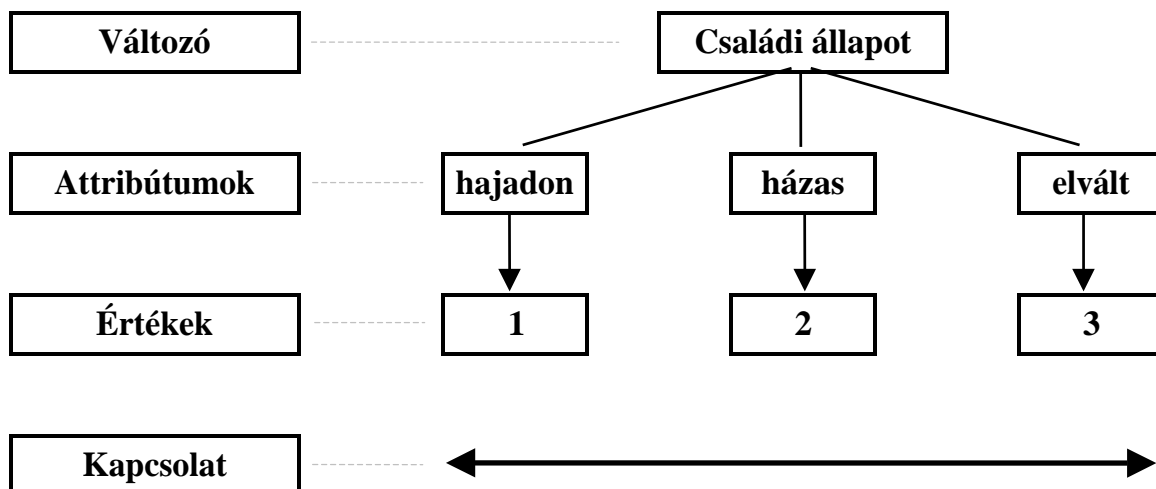 Változó
Családi állapot
Attribútumok
hajadon
házas
elvált
Értékek
1
2
3
Kapcsolat